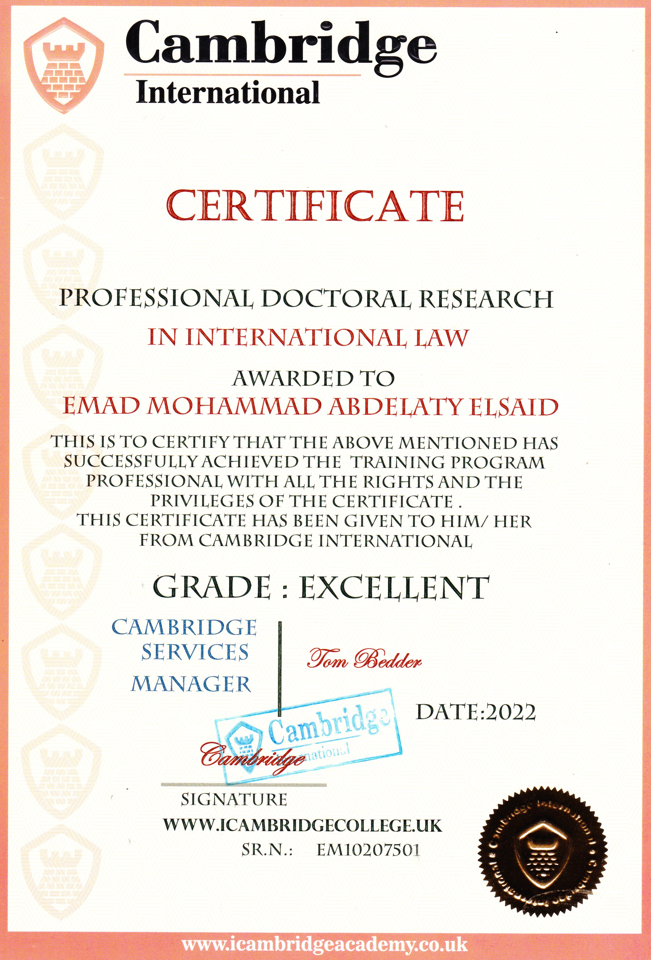 Cambridge
International
CERTIFICATE
PROFESSIONAL DOCTORAL RESEARCH
IN INTERNATIONAL LAW
AWARDED TO
EMAD MOHAMMAD ABDELATY ELSAID
THIS IS TO CERTIFY THAT THE ABOVE MENTIONED HAS
SUCCESSFULLY ACHIEVED THE TRAINING PROGRAM
PROFESSIONAL WITH ALL THE RIGHTS AND THE
PRIVILEGES OF THE CERTIFICATE .
THIS CERTIFICATE HAS BEEN GIVEN TO HIM/ HER
FROM CAMBRIDGE INTERNATIONAL
GRADE : EXCELLENT
CAMBRIDGE
SERVICES
MANAGER
Tom Bedder
DATE:2022
Cambridge
national
Cambridge
SIGNATURE
WWW.ICAMBRIDGECOLLEGE.UK
SR.N.: EM10207501
Cambridge International
www.icambridgeacademy.co.uk